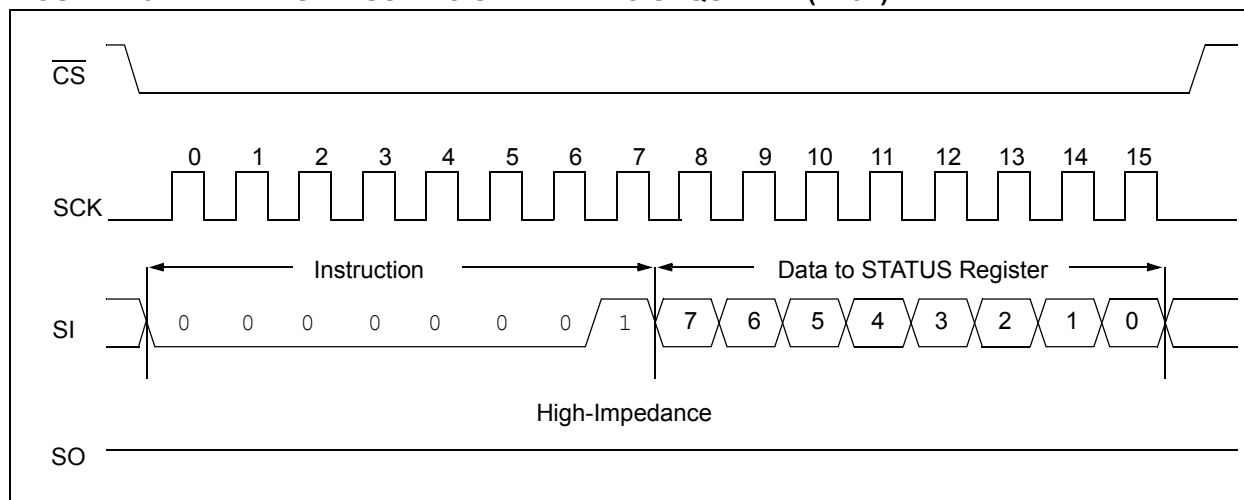 CS
0 1 2 3 4 5 6 7 8 9 10 11 12 13 14 15
SCK
Instruction
Data to STATUS Register
SI
0 0 0 0 0 0 0 1 7 6 5 4 3 2 1 0
High-Impedance
SO